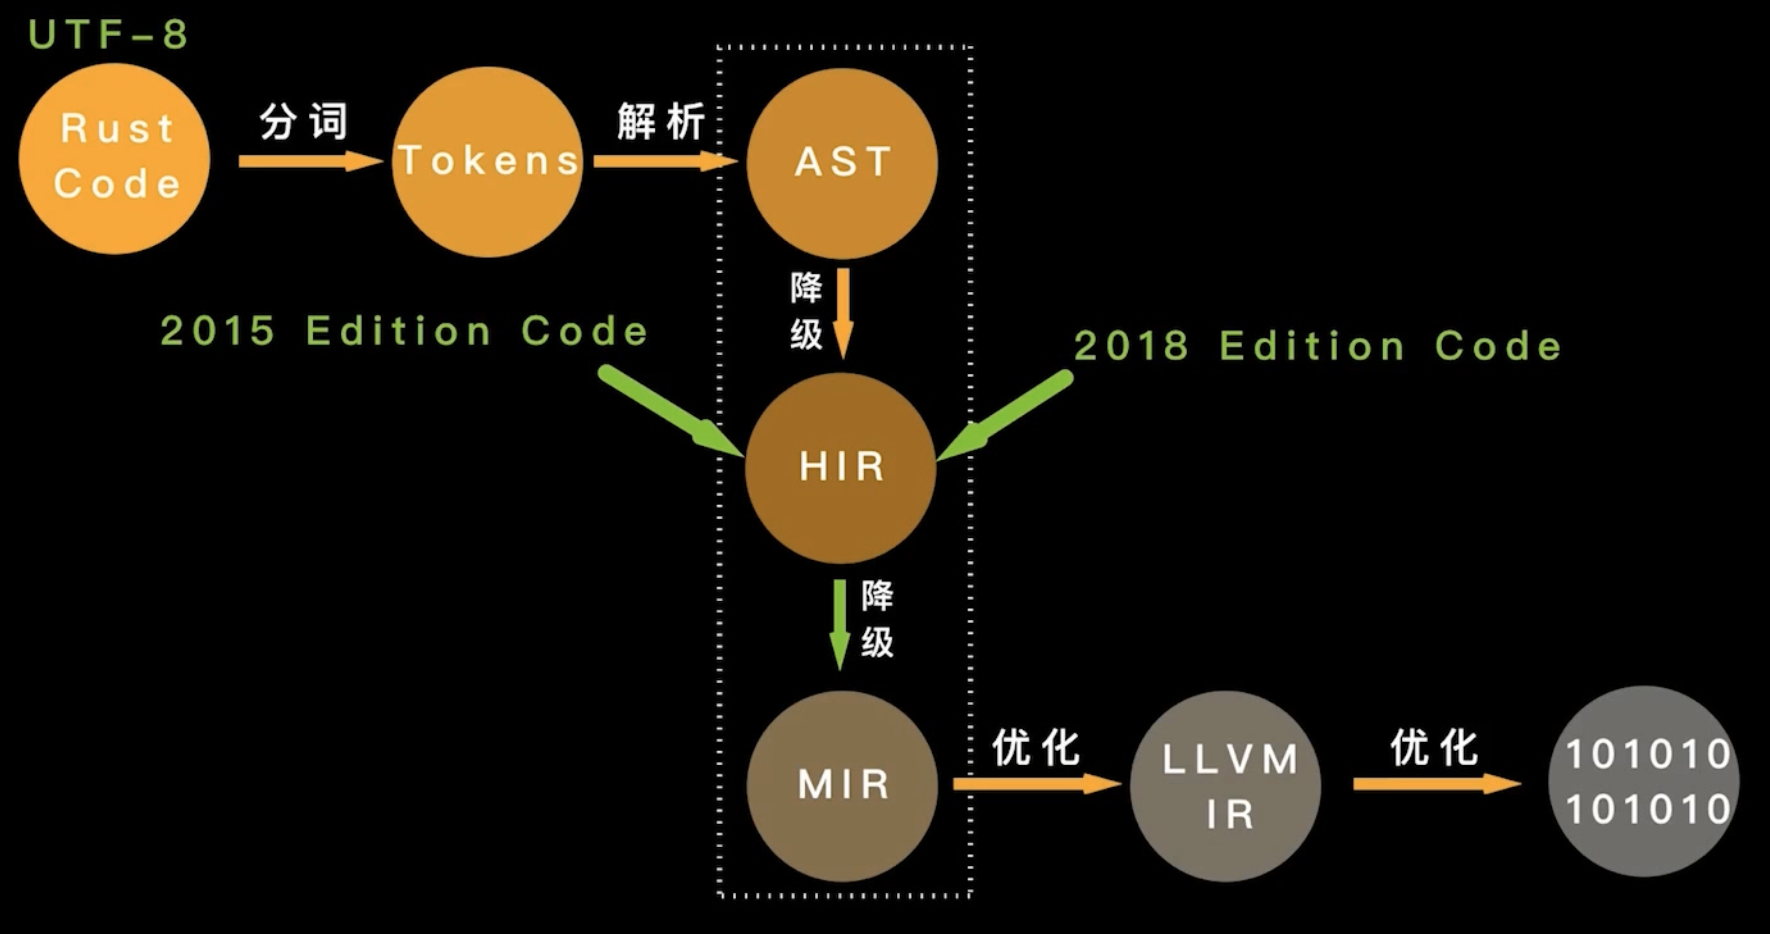 UTF-8
Rust
Code
分词
Tokens
解析
AST
降
级
2015 Edition Code
2018 Edition Code
HIR
降
级
MIR
优化
LLVM
IR
优化
101010
101010